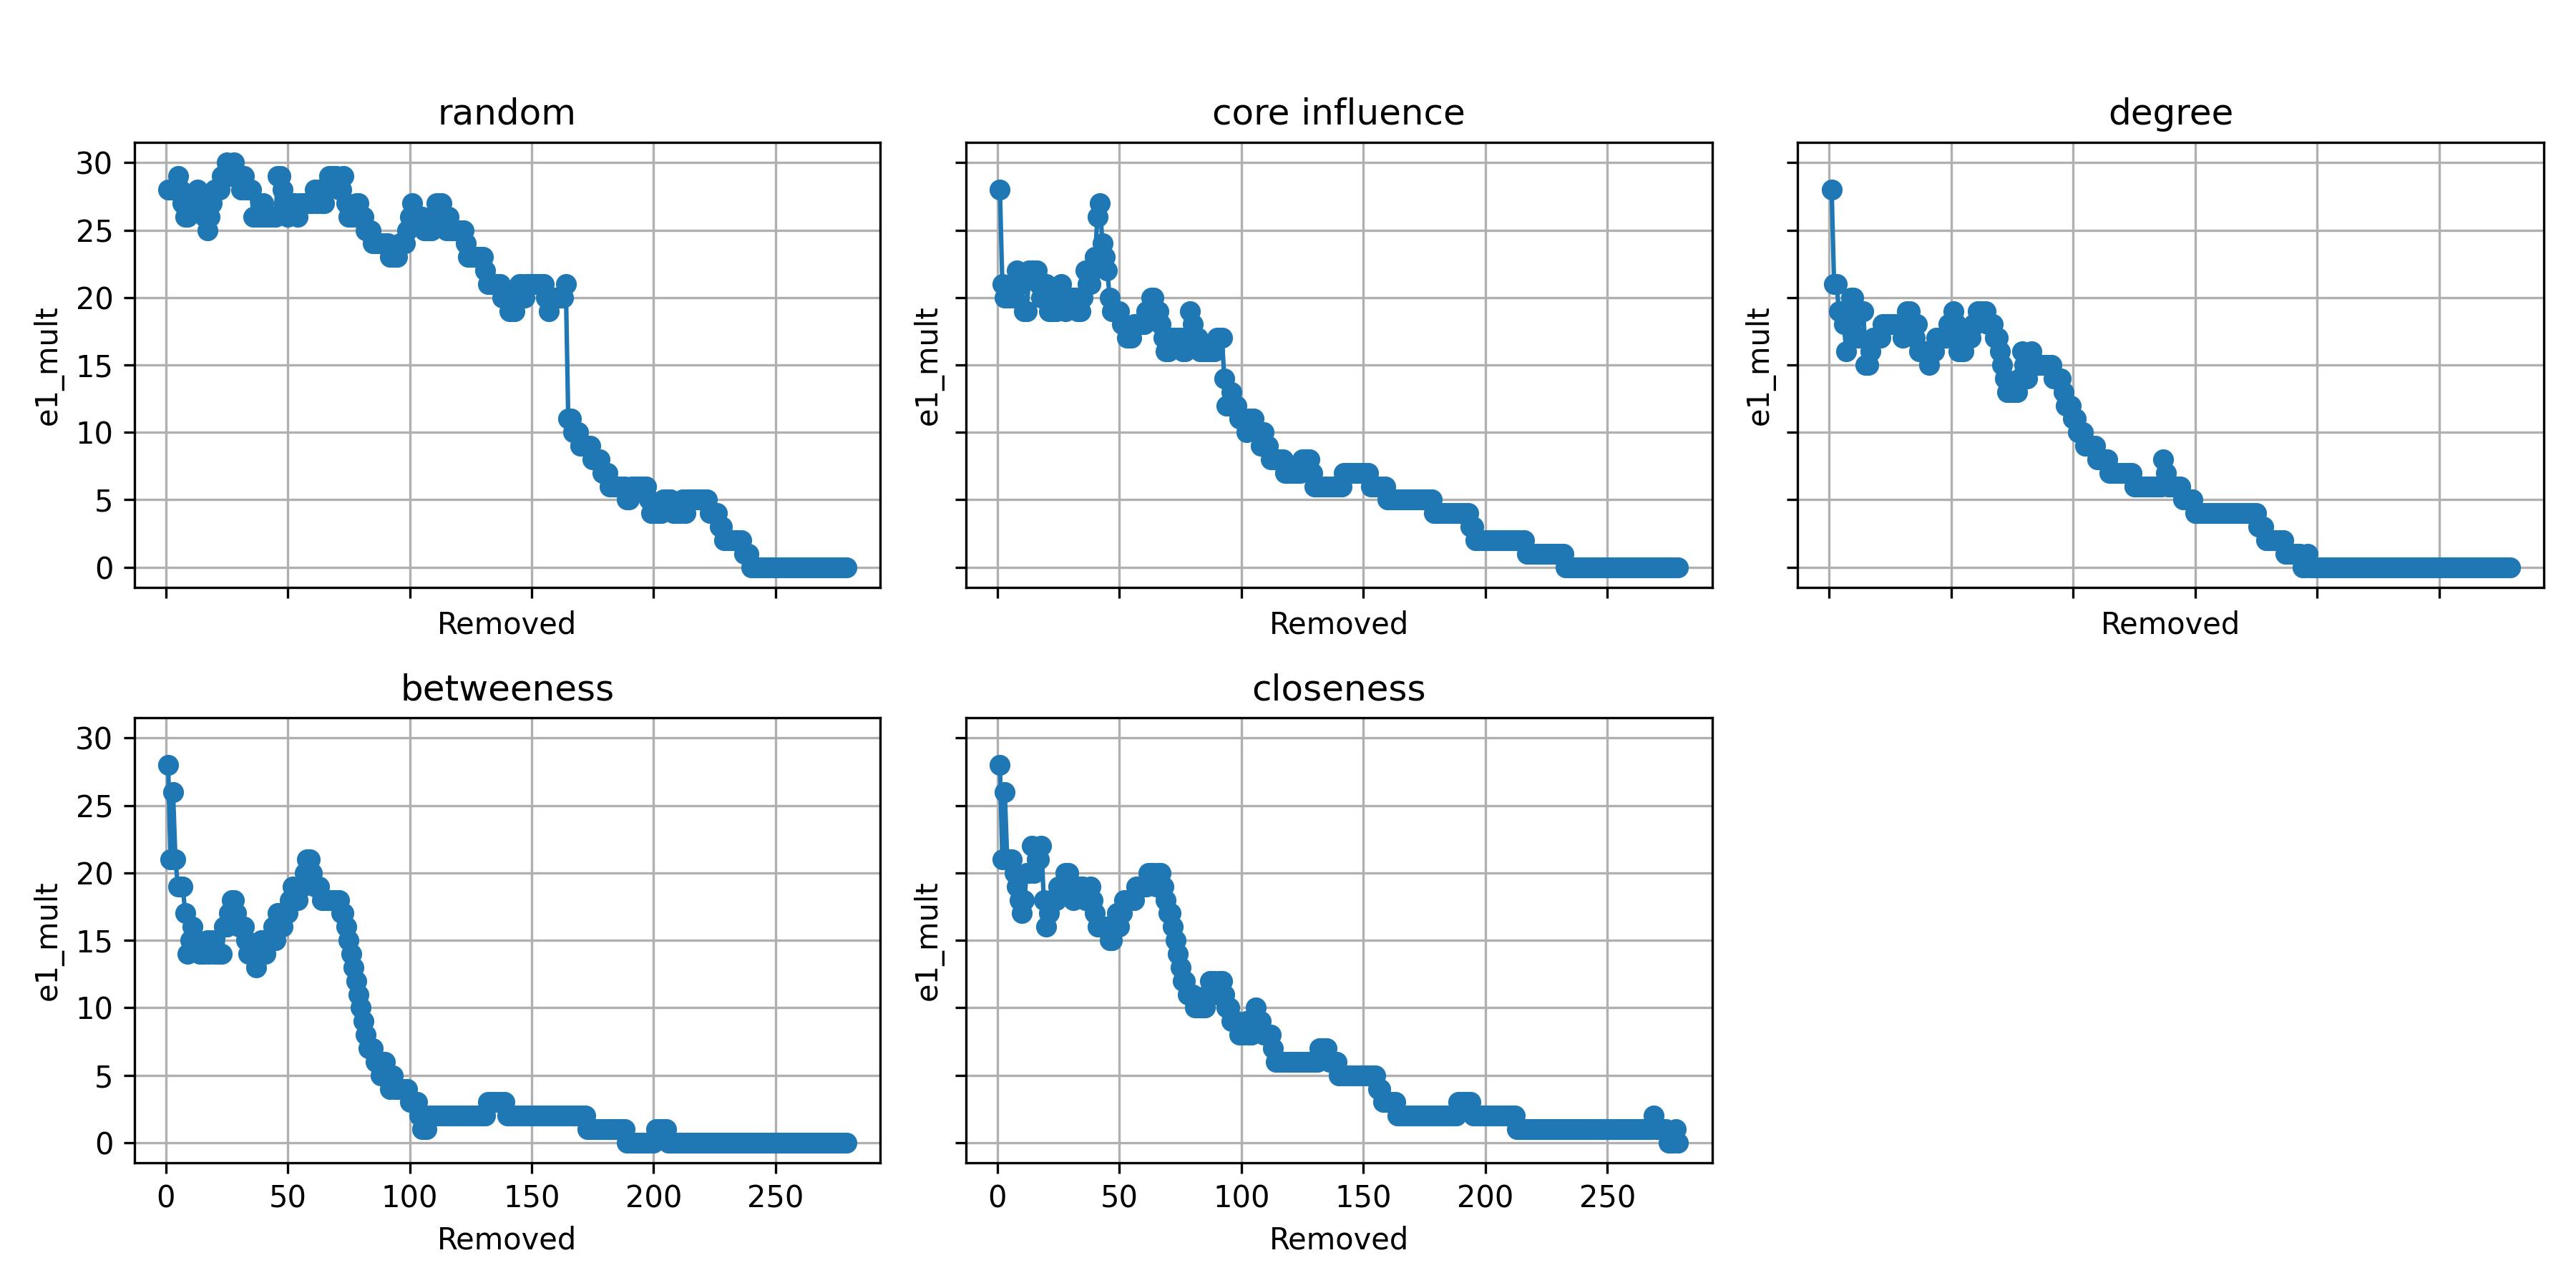 random
30
25
20
15
10
5
0
e1_mult
Removed
core influence
e1_mult
Removed
degree
e1_mult
Removed
betweeness
30
25
20
15
10
5
0
e1_mult
0 50 100 150 200 250
Removed
closeness
e1_mult
0 50 100 150 200 250
Removed